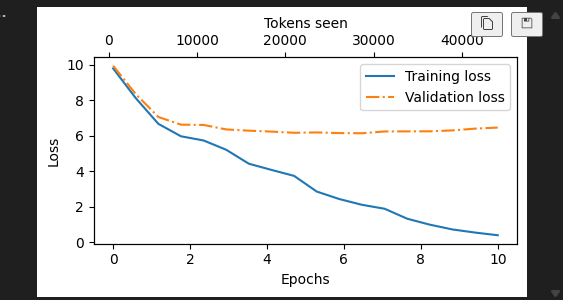 Tokens seen
0 10000 20000 30000 40000
10
8
6
4
2
0
Loss
Training loss
Validation loss
0 2 4 6 8 10
Epochs